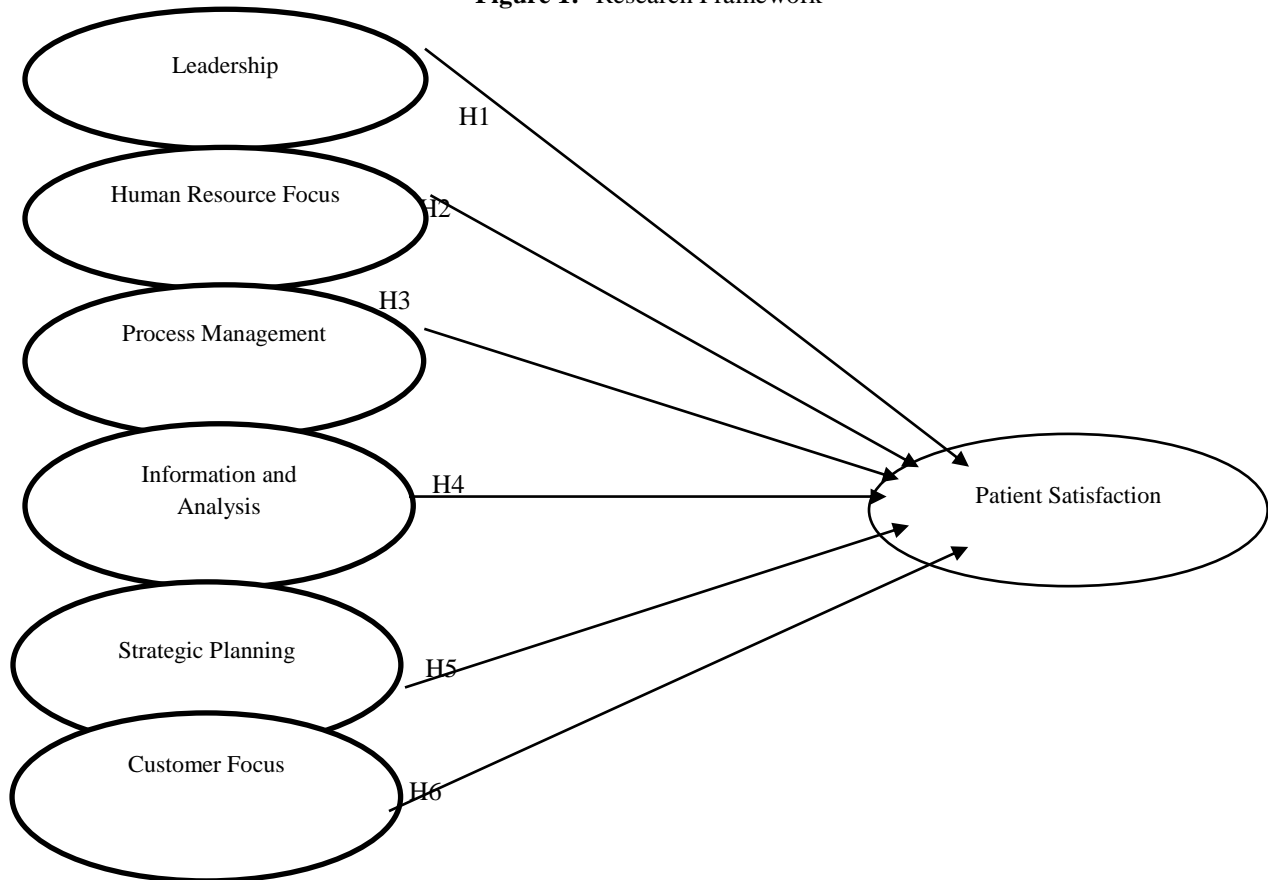 Figure 1. Research Framework
Leadership
H1
Human Resource Focus
H2
H3
Process Management
Information and
Analysis
H4
Patient Satisfaction
Strategic Planning
H5
Customer Focus
H6